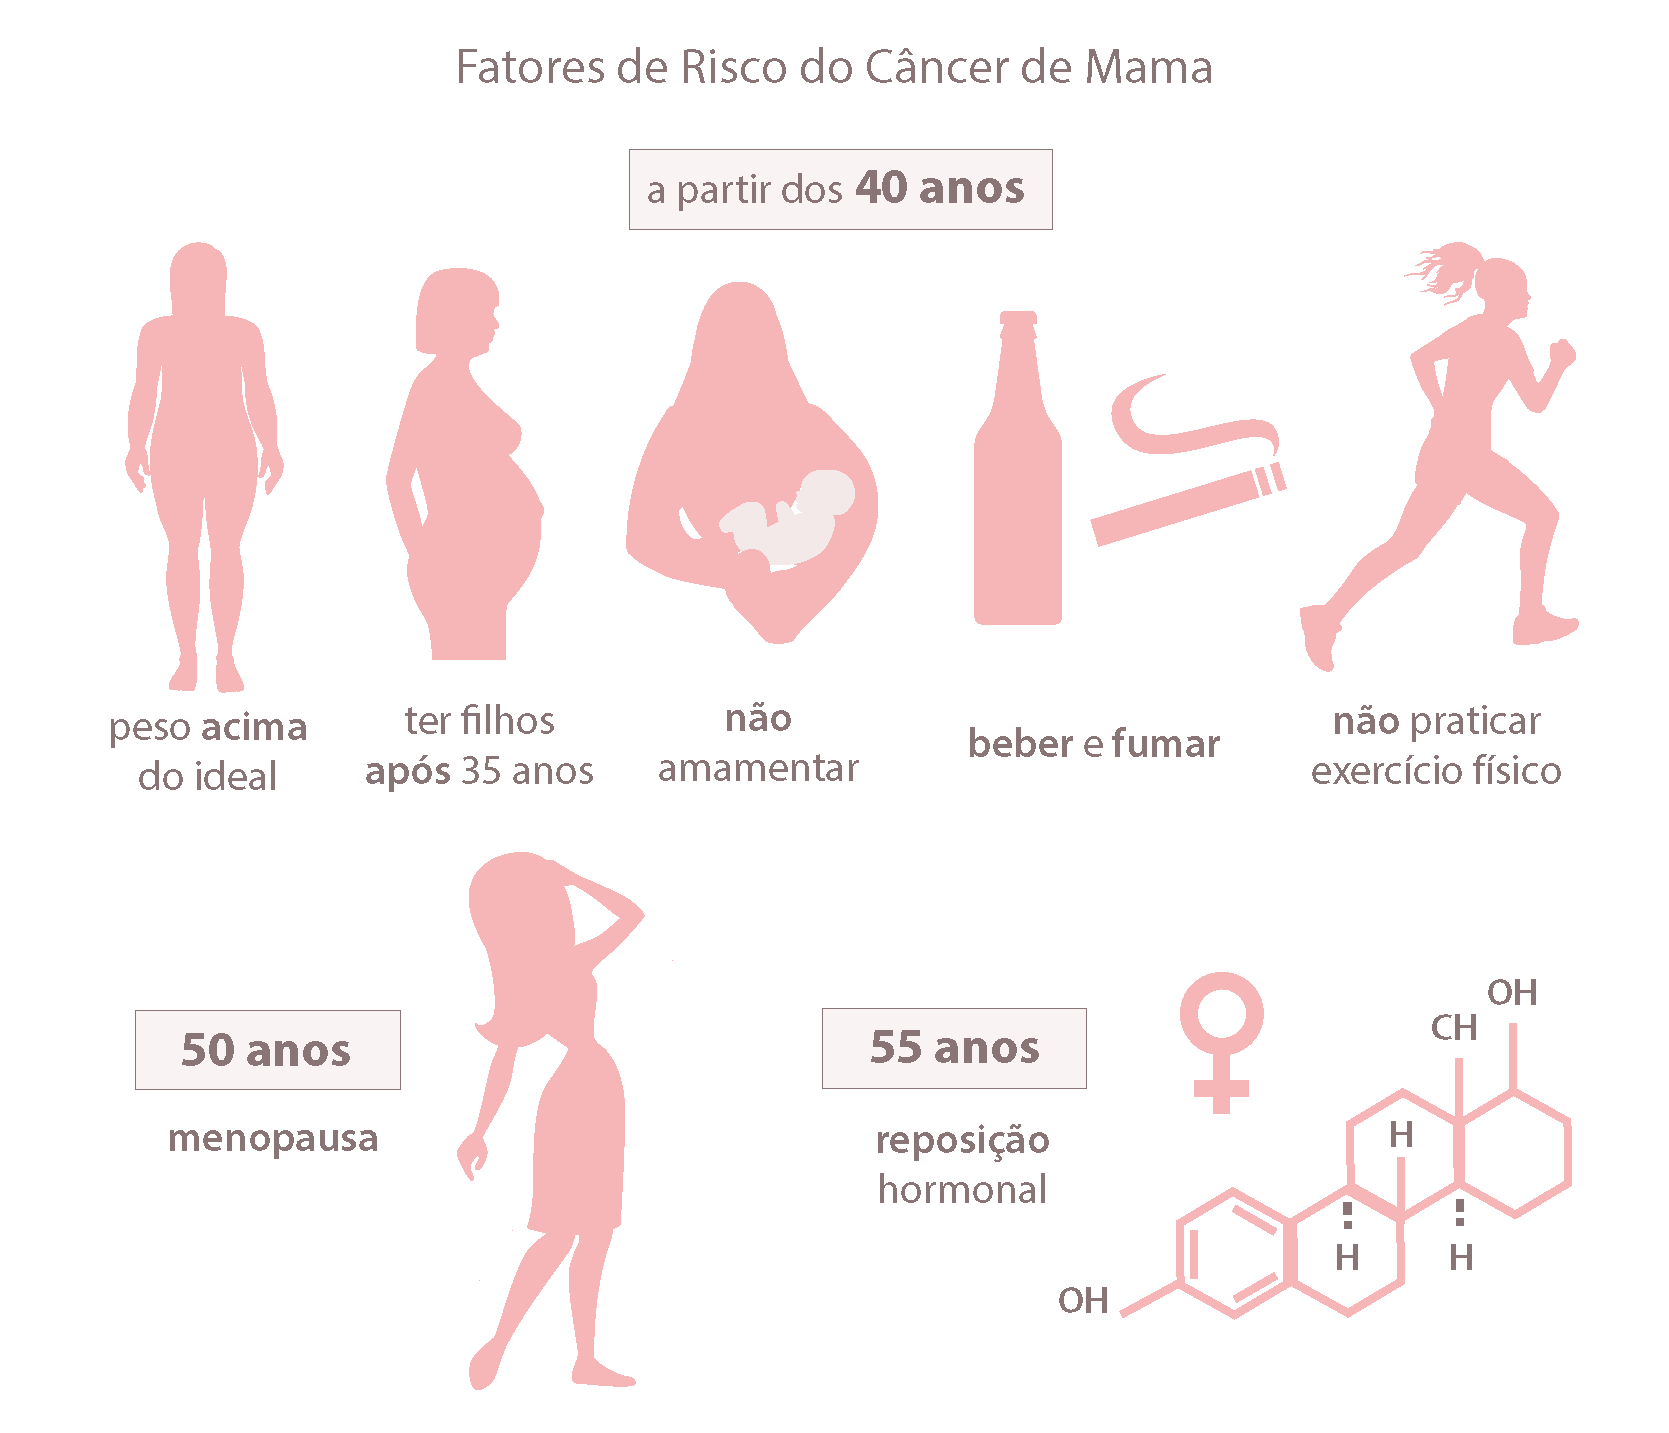 Fatores de Risco do Câncer de Mama
a partir dos 40 anos
peso acima
do ideal
ter filhos
após 35 anos
não
amamentar
beber e fumar
não praticar
exercício físico
50 anos
menopausa
55 anos
reposição
hormonal
OH
CH
H
H
H
OH